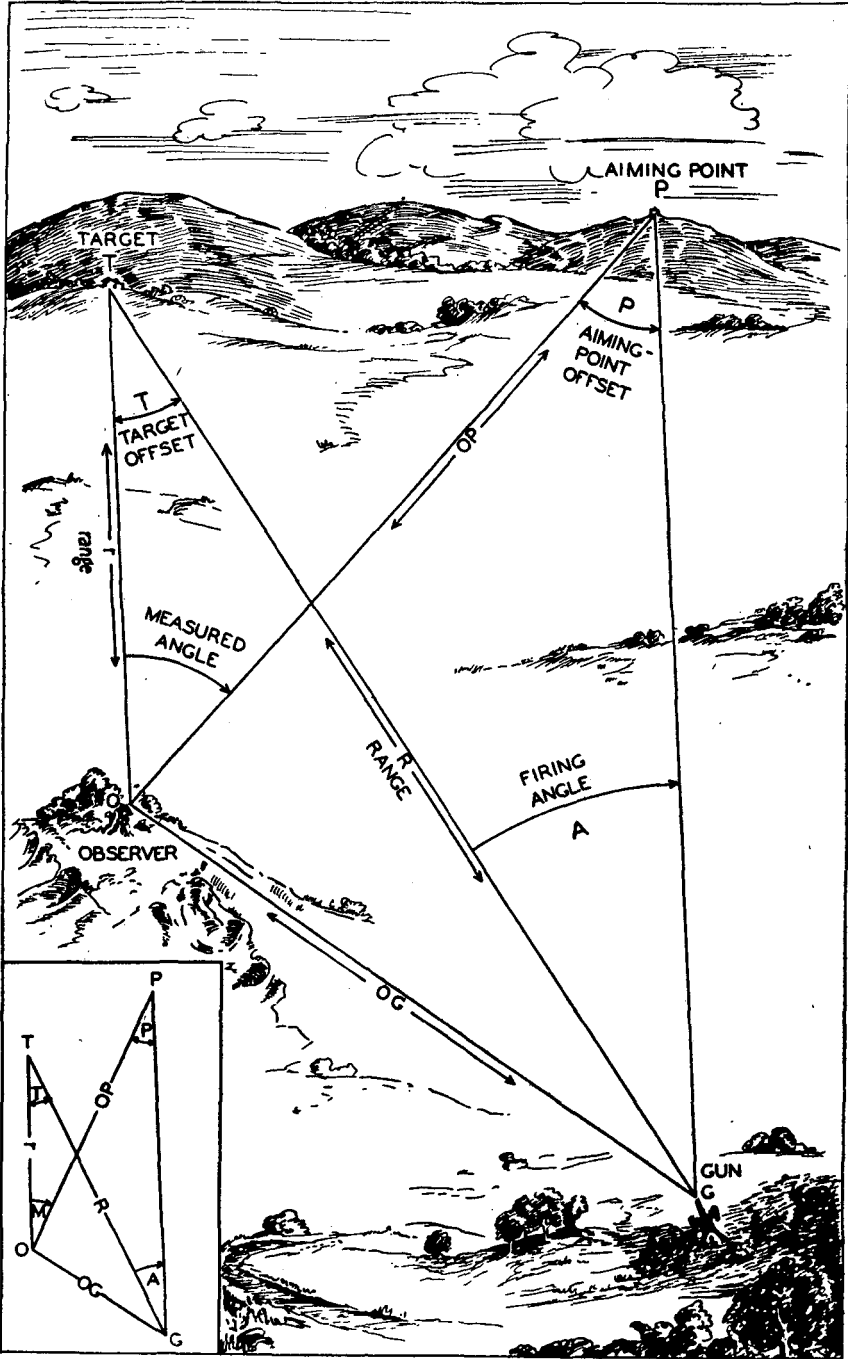 AIMING POINT
P
TARGET
T
P
AIMING-
POINT
OFFSET
T
TARGET
OFFSET
OP
r
range
MEASURED
ANGLE
R
RANGE
FIRING
ANGLE
A
O
OBSERVER
OG
GUN
G
P
P
T
T
OP
r
R
M
O
A
OG
G